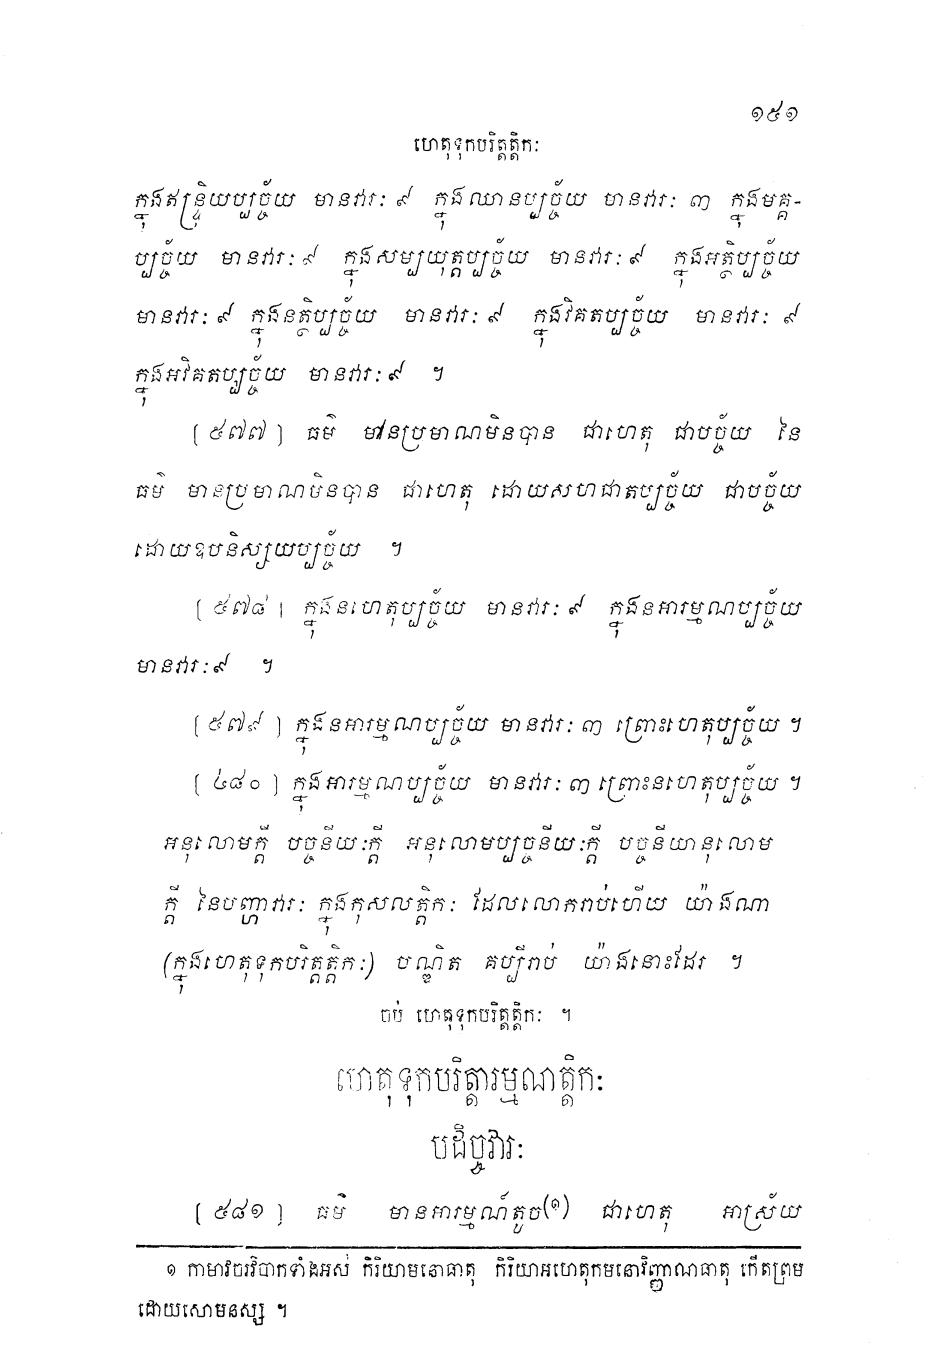 ១៥១
ហេតុទុកបរិត្តត្តិកៈ
ក្នុងឥន្ទ្រិយប្បច្ច័យ មានវារៈ ៩ ក្នុងឈានប្បច្ច័យ មានវារៈ ៣ ក្នុងមគ្គ-
ប្បច្ច័យ មានវារៈ ៩ ក្នុងសម្បយុត្តប្បច្ច័យ មានវារៈ ៩ ក្នុងអត្ថិប្បច្ច័យ
មានវារៈ ៩ ក្នុងនត្ថិប្បច្ច័យ មានវារៈ ៩ ក្នុងវិគតប្បច្ច័យ មានវារៈ ៩
ក្នុងអវិគតប្បច្ច័យ មានវារៈ ៩ ។
[ ៥៧៧ ] ធម៌ មានប្រមាណមិនបាន ជាហេតុ ជាបច្ច័យ នៃ
ធម៌ មានប្រមាណមិនបាន ជាហេតុ ដោយសហជាតប្បច្ច័យ ជាបច្ច័យ
ដោយឧបនិស្សយប្បច្ច័យ ។
[ ៥៧៨ ] ក្នុងនហេតុប្បច្ច័យ មានវារៈ ៩ ក្នុងនអារម្មណប្បច្ច័យ
មានវារៈ ៩ ។
[ ៥៧៩ ] ក្នុងនអារម្មណប្បច្ច័យ មានវារៈ ៣ ព្រោះហេតុប្បច្ច័យ ។
[ ៥៨០ ] ក្នុងអារម្មណប្បច្ច័យ មានវារៈ ៣ ព្រោះនហេតុប្បច្ច័យ ។
អនុលោមក្តី បច្ចនីយៈក្តី អនុលោមប្បច្ចនីយៈក្តី បច្ចនីយានុលោម
ក្តី នៃបញ្ហាវារៈ ក្នុងកុសលត្តិកៈ ដែលលោករាប់ហើយ យ៉ាងណា
(ក្នុងហេតុទុកបរិត្តត្តិកៈ) បណ្ឌិត គប្បីរាប់ យ៉ាងនោះដែរ ។
ចប់ ហេតុទុកបរិត្តត្តិកៈ ។
ហេតុទុកបរិត្តារម្មណត្តិកៈ
បដិច្ចវារៈ
[ ៥៨១ ] ធម៌ មានអារម្មណ៍តូច(១) ជាហេតុ អាស្រ័យ
១ កាមាវចរវិបាកទាំងអស់ កិរិយាមនោធាតុ កិរិយាអហេតុកមនោវិញ្ញាណធាតុ កើតព្រម
ដោយសោមនស្ស ។